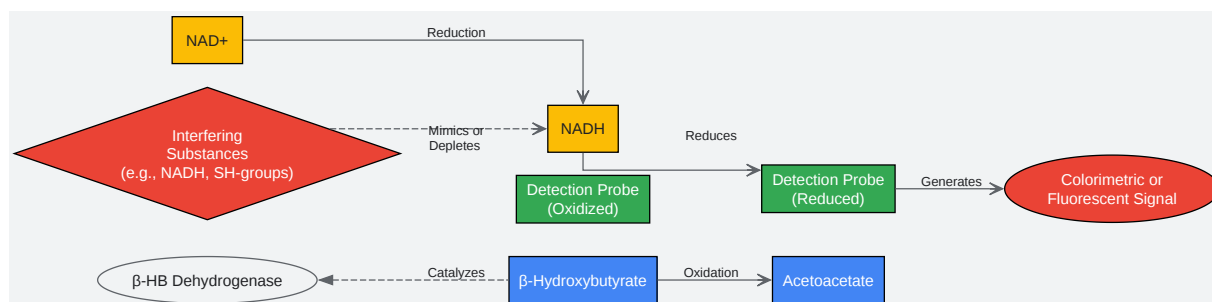 NAD+
Reduction
Interfering
Substances
(e.g., NADH, SH-groups)
Mimics or
Depletes
NADH
Reduces
Detection Probe
(Oxidized)
Detection Probe
(Reduced)
Generates
Colorimetric or
Fluorescent Signal
β-HB Dehydrogenase
Catalyzes
β-Hydroxybutyrate
Oxidation
Acetoacetate